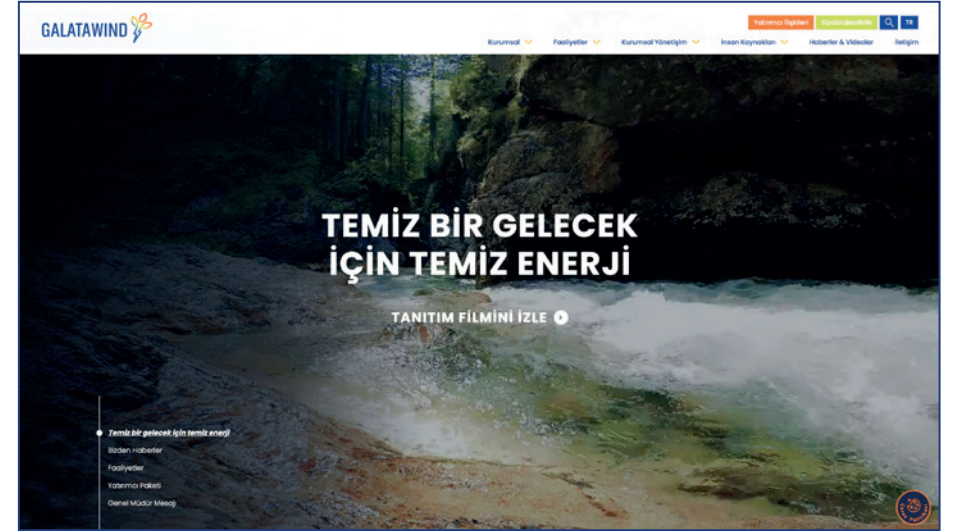 GALATAWIND
Yatırımcı İlişkileri
Sürdürülebilirlik
TR
Kurumsal
Faaliyetler
Kurumsal Yönetişim
İnsan Kaynakları
Haberler & Videolar
İletişim
TEMİZ BİR GELECEK
İÇİN TEMİZ ENERJİ
TANITIM FİLMİNİ İZLE
Temiz bir gelecek için temiz enerji
Bizden Haberler
Faaliyetler
Yatırımcı Paketi
Genel Müdür Mesajı